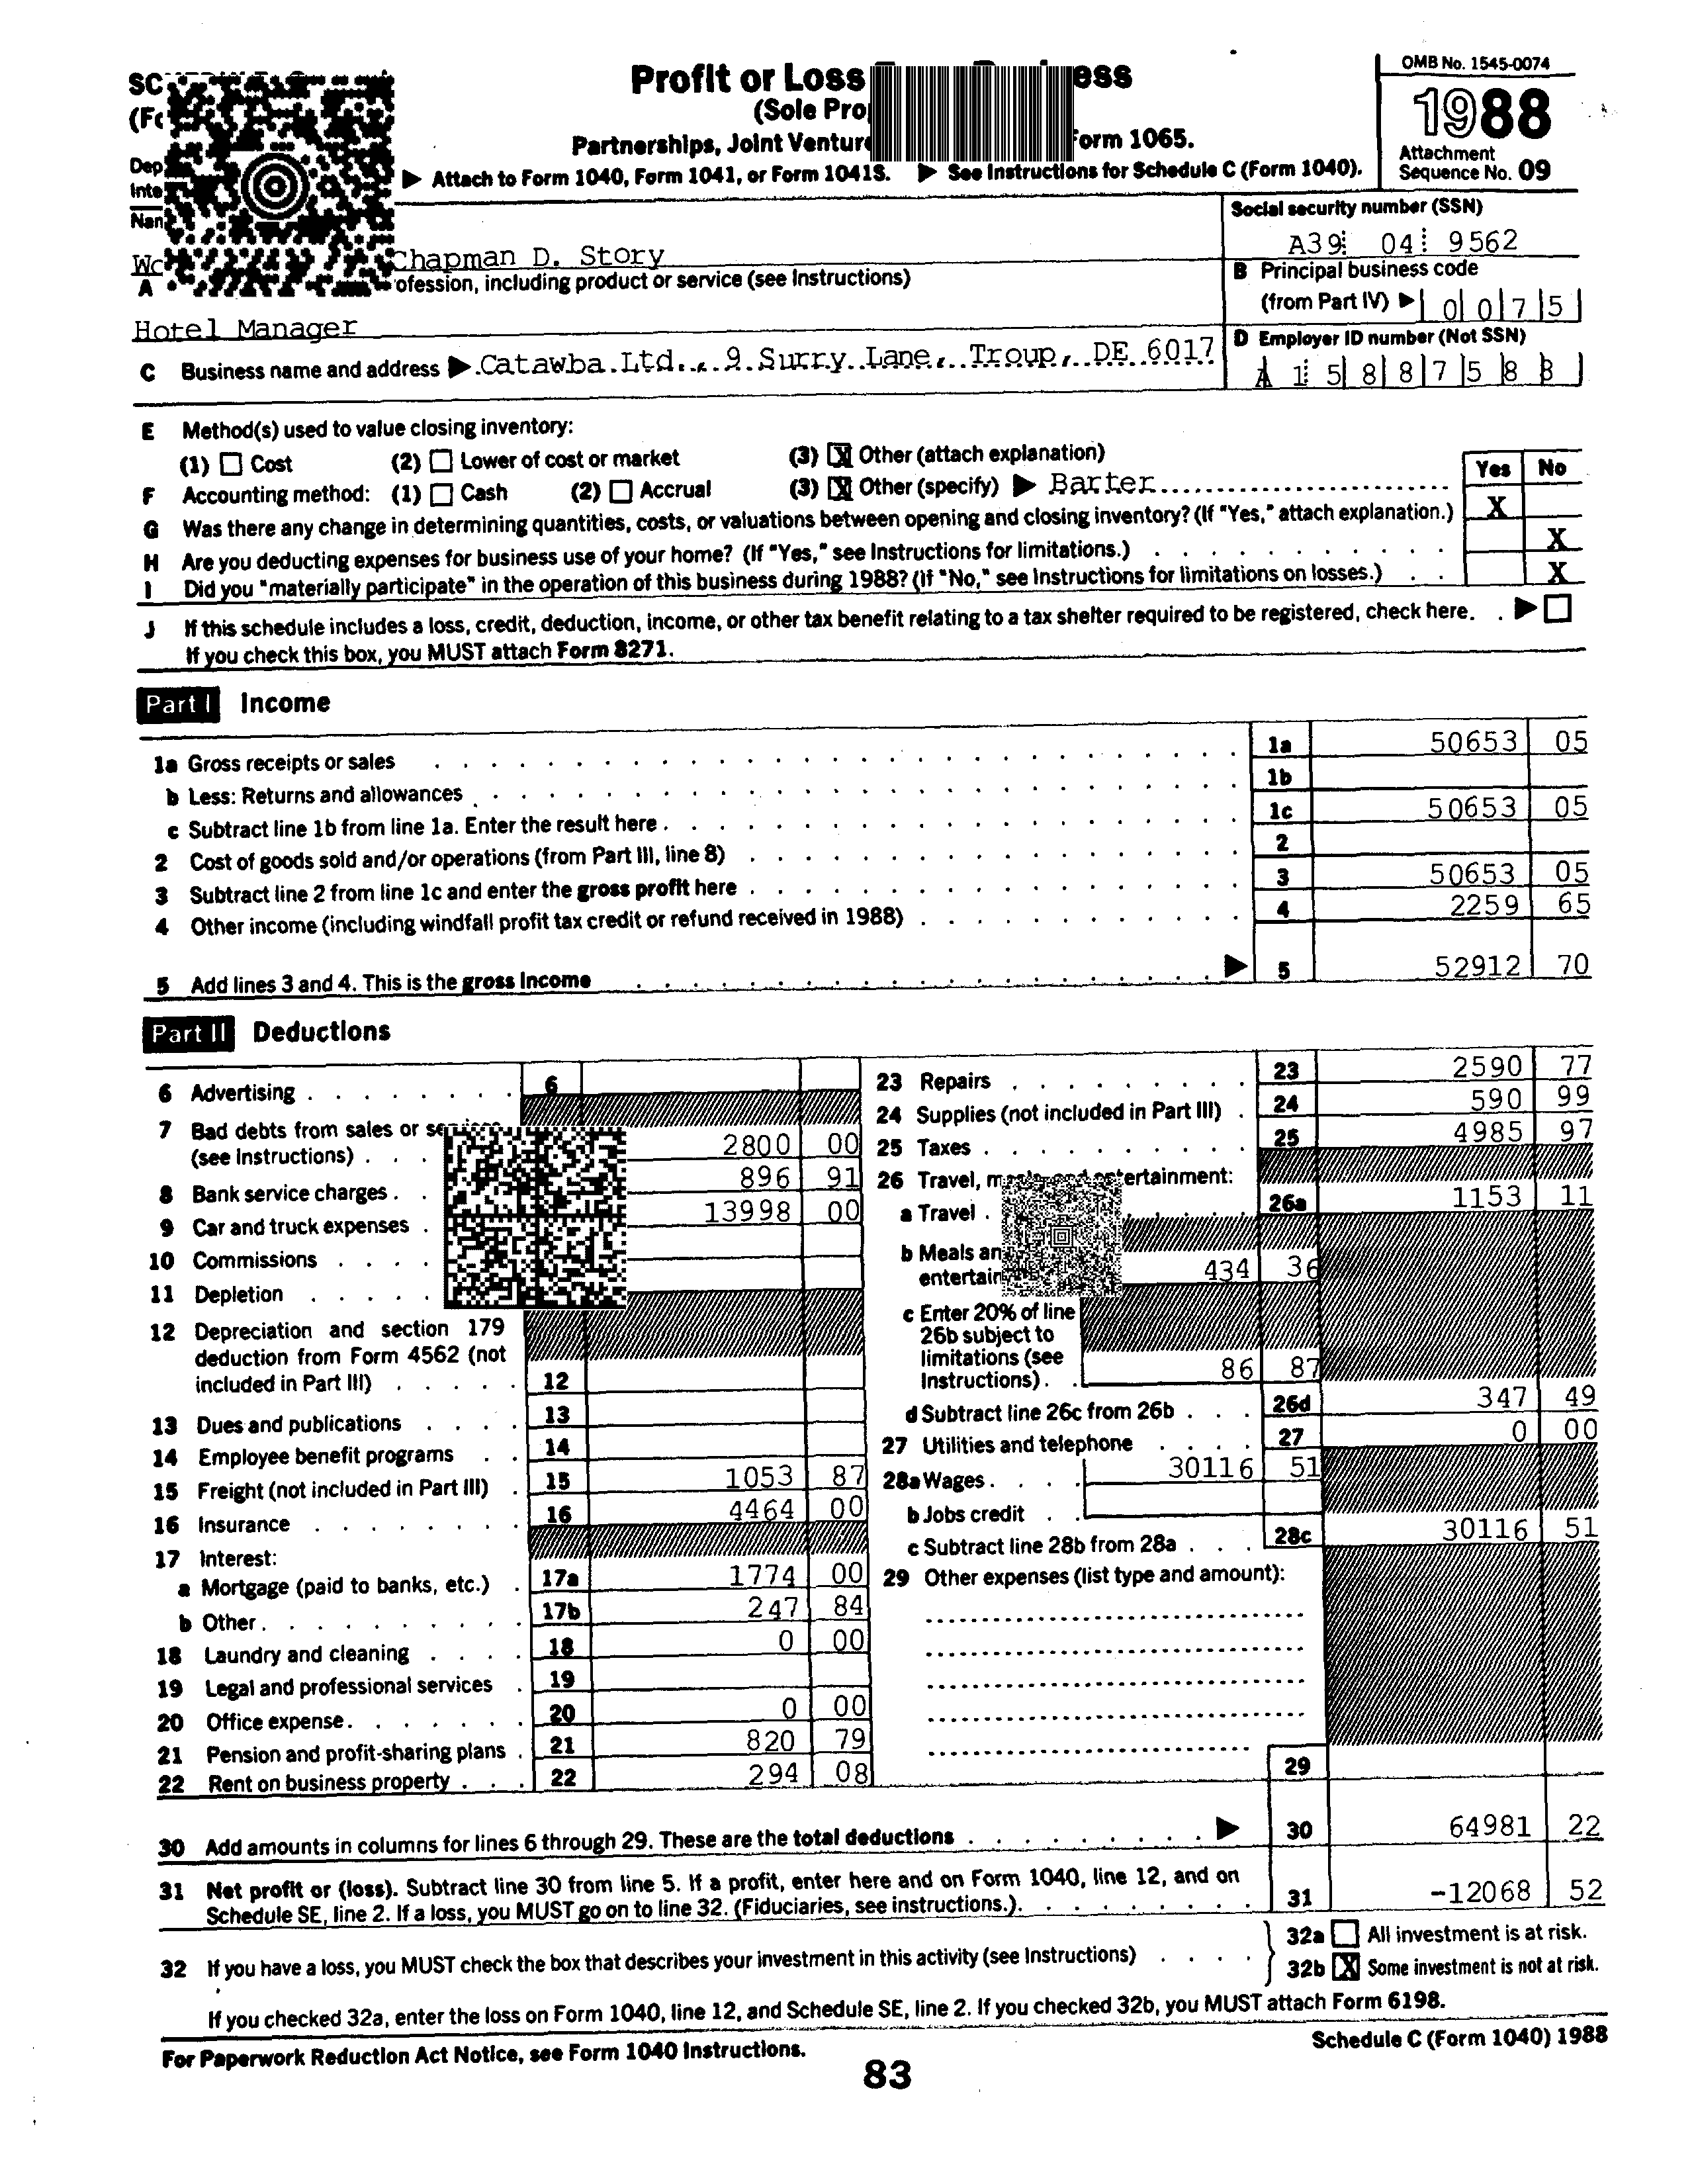 OMB No. 1545-0074
Profit or Loss
(Sole
Partnerships, Joint Form 1065.
▶ Attach to Form 1040, Form 1041, or Form 1041S. ▶ See Instructions for Schedule C (Form 1040).
1988
Attachment
Sequence No. 09
Social security number (SSN)
Chapman D. Story
A39 04 9562
A including product or service (see Instructions)
Hotel Manager
B Principal business code
(from Part IV) ▶ 0 0 7 5
C Business name and address ▶ Catawba Ltd., 9 Surry Lane, Troup, DE 6017
D Employer ID number (Not SSN)
A 1 5 8 8 7 5 8 B
E Method(s) used to value closing inventory:
(1) ☐ Cost (2) ☐ Lower of cost or market (3) ☒ Other (attach explanation)
Yes No
F Accounting method: (1) ☐ Cash (2) ☐ Accrual (3) ☒ Other (specify) ▶ Barter
G Was there any change in determining quantities, costs, or valuations between opening and closing inventory? (If "Yes," attach explanation.) X
H Are you deducting expenses for business use of your home? (If "Yes," see Instructions for limitations.) X
I Did you "materially participate" in the operation of this business during 1988? (If "No," see Instructions for limitations on losses.) X
J If this schedule includes a loss, credit, deduction, income, or other tax benefit relating to a tax shelter required to be registered, check here. ▶ ☐
If you check this box, you MUST attach Form 8271.
Part I Income
1a Gross receipts or sales 1a 50653 05
b Less: Returns and allowances 1b
c Subtract line 1b from line 1a. Enter the result here 1c 50653 05
2 Cost of goods sold and/or operations (from Part III, line 8) 2
3 Subtract line 2 from line 1c and enter the gross profit here 3 50653 05
4 Other income (including windfall profit tax credit or refund received in 1988) 4 2259 65
5 Add lines 3 and 4. This is the gross income ▶ 5 52912 70
Part II Deductions
6 Advertising 6
7 Bad debts from sales or
(see Instructions) 2800 00
8 Bank service charges 896 91
9 Car and truck expenses 13998 00
10 Commissions
11 Depletion
12 Depreciation and section 179
deduction from Form 4562 (not
included in Part III) 12
13 Dues and publications 13
14 Employee benefit programs 14
15 Freight (not included in Part III) 15 1053 87
16 Insurance 16 4464 00
17 Interest:
a Mortgage (paid to banks, etc.) 17a 1774 00
b Other 17b 247 84
18 Laundry and cleaning 18 0 00
19 Legal and professional services 19
20 Office expense 20 0 00
21 Pension and profit-sharing plans 21 820 79
22 Rent on business property 22 294 08
23 Repairs 23 2590 77
24 Supplies (not included in Part III) 24 590 99
25 Taxes 25 4985 97
26 Travel, entertainment:
a Travel 26a 1153 11
b Meals
434 36
c Enter 20% of line
26b subject to
limitations (see
Instructions) 86 87
d Subtract line 26c from 26b 26d 347 49
27 Utilities and telephone 27 0 00
28a Wages 30116 51
b Jobs credit
c Subtract line 28b from 28a 28c 30116 51
29 Other expenses (list type and amount):
29
30 Add amounts in columns for lines 6 through 29. These are the total deductions ▶ 30 64981 22
31 Net profit or (loss). Subtract line 30 from line 5. If a profit, enter here and on Form 1040, line 12, and on
Schedule SE, line 2. If a loss, you MUST go on to line 32. (Fiduciaries, see instructions.) 31 -12068 52
32a ☐ All investment is at risk.
32 If you have a loss, you MUST check the box that describes your investment in this activity (see Instructions)
32b ☒ Some investment is not at risk.
If you checked 32a, enter the loss on Form 1040, line 12, and Schedule SE, line 2. If you checked 32b, you MUST attach Form 6198.
For Paperwork Reduction Act Notice, see Form 1040 Instructions.
Schedule C (Form 1040) 1988
83